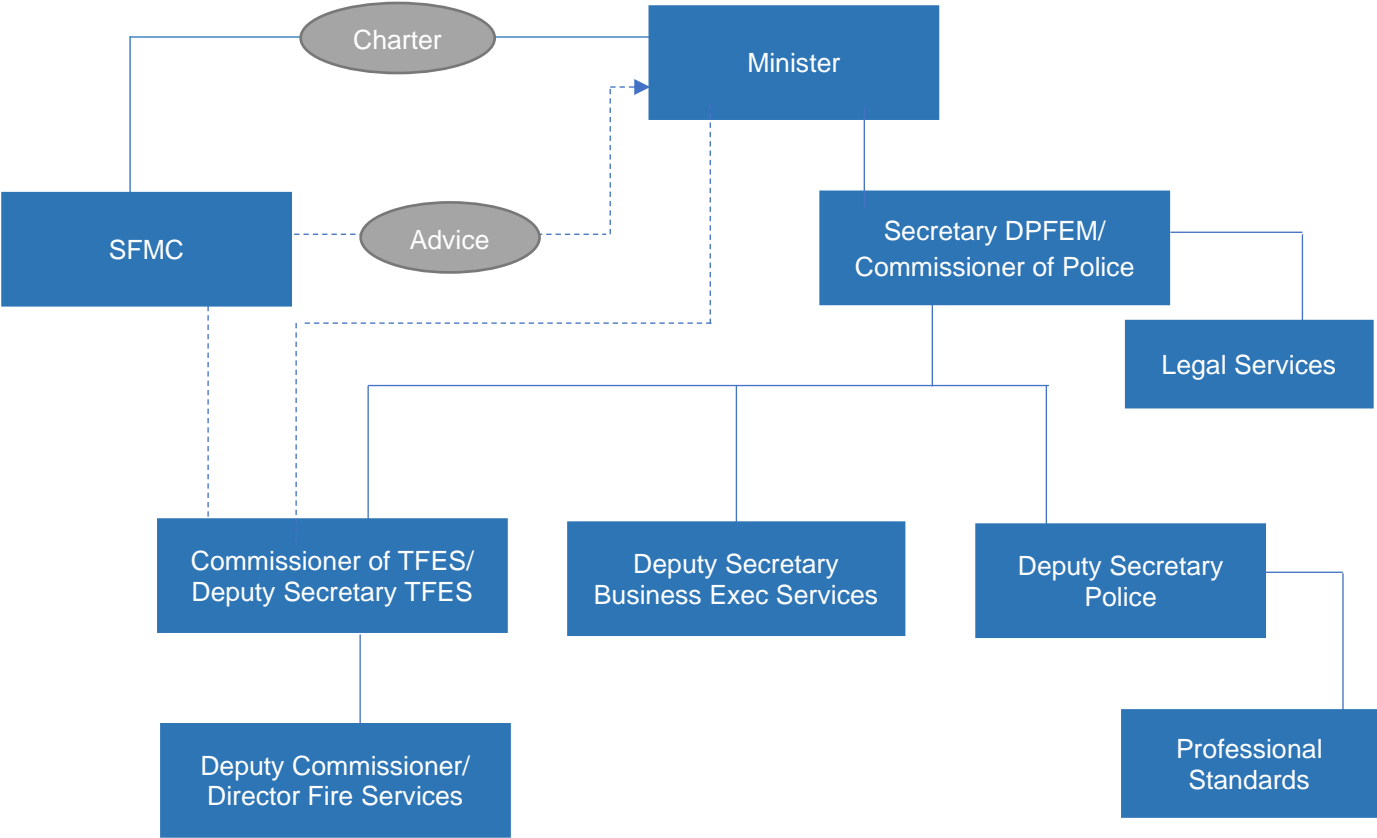 Charter
Minister
SFMC
Advice
Secretary DPFEM/
Commissioner of Police
Legal Services
Commissioner of TFES/
Deputy Secretary TFES
Deputy Secretary
Business Exec Services
Deputy Secretary
Police
Deputy Commissioner/
Director Fire Services
Professional
Standards